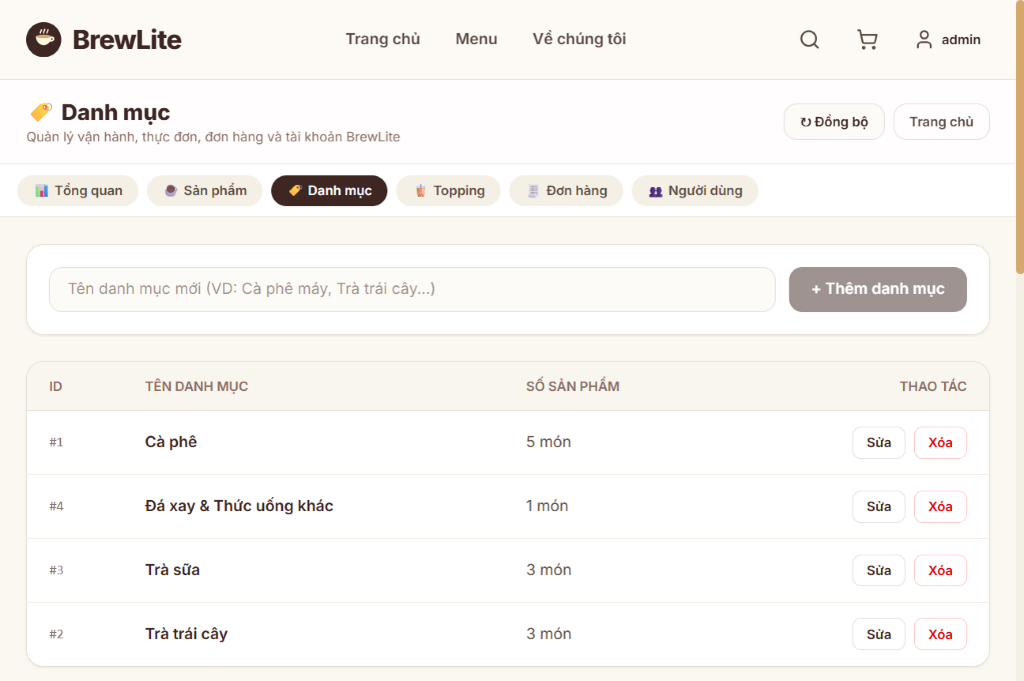 BrewLite
Trang chủ Menu Về chúng tôi
admin
Danh mục
Quản lý vận hành, thực đơn, đơn hàng và tài khoản BrewLite
↻ Đồng bộ Trang chủ
Tổng quan Sản phẩm Danh mục Topping Đơn hàng Người dùng
Tên danh mục mới (VD: Cà phê máy, Trà trái cây...) + Thêm danh mục
ID TÊN DANH MỤC SỐ SẢN PHẨM THAO TÁC
#1 Cà phê 5 món Sửa Xóa
#4 Đá xay & Thức uống khác 1 món Sửa Xóa
#3 Trà sữa 3 món Sửa Xóa
#2 Trà trái cây 3 món Sửa Xóa